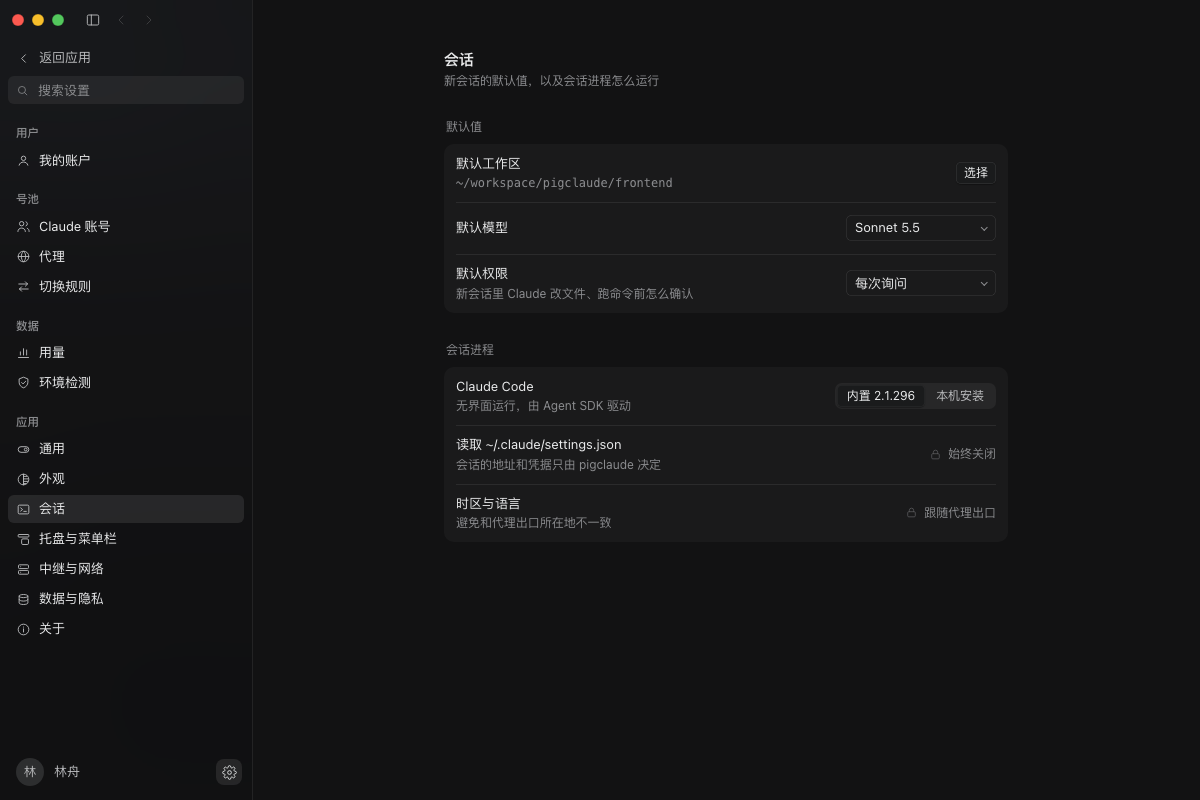 返回应用
搜索设置
用户
我的账户
号池
Claude 账号
代理
切换规则
数据
用量
环境检测
应用
通用
外观
会话
托盘与菜单栏
中继与网络
数据与隐私
关于
林 林舟
会话
新会话的默认值，以及会话进程怎么运行
默认值
默认工作区
~/workspace/pigclaude/frontend
选择
默认模型
Sonnet 5.5
默认权限
新会话里 Claude 改文件、跑命令前怎么确认
每次询问
会话进程
Claude Code
无界面运行，由 Agent SDK 驱动
内置 2.1.296 本机安装
读取 ~/.claude/settings.json
会话的地址和凭据只由 pigclaude 决定
始终关闭
时区与语言
避免和代理出口所在地不一致
跟随代理出口